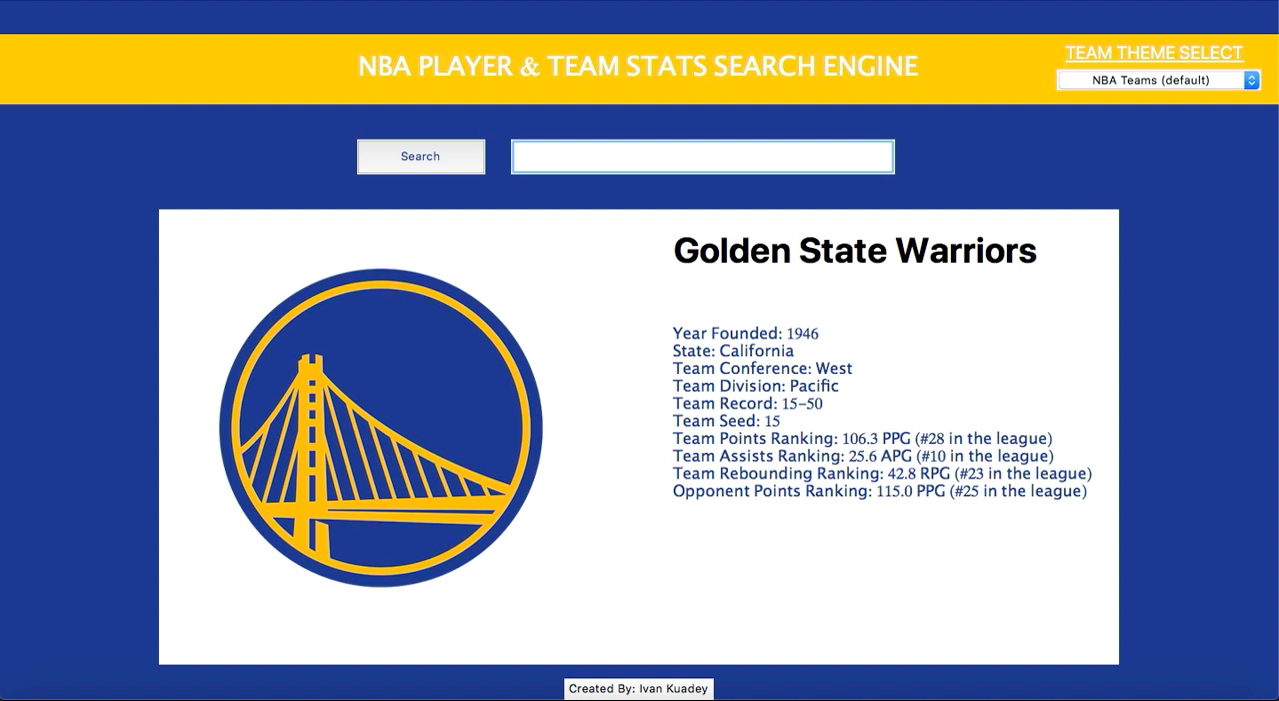 NBA PLAYER & TEAM STATS SEARCH ENGINE
TEAM THEME SELECT
NBA Teams (default)
Search
Golden State Warriors
Year Founded: 1946
State: California
Team Conference: West
Team Division: Pacific
Team Record: 15-50
Team Seed: 15
Team Points Ranking: 106.3 PPG (#28 in the league)
Team Assists Ranking: 25.6 APG (#10 in the league)
Team Rebounding Ranking: 42.8 RPG (#23 in the league)
Opponent Points Ranking: 115.0 PPG (#25 in the league)
Created By: Ivan Kuadey